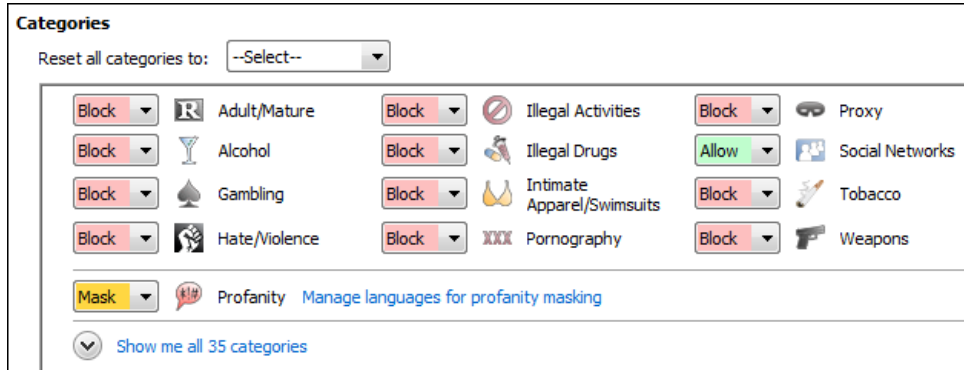 Categories
Reset all categories to: --Select--
Block R Adult/Mature Block Illegal Activities Block Proxy
Block Alcohol Block Illegal Drugs Allow Social Networks
Block Gambling Block Intimate
Apparel/Swimsuits Block Tobacco
Block Hate/Violence Block XXX Pornography Block Weapons
Mask #!# Profanity Manage languages for profanity masking
Show me all 35 categories